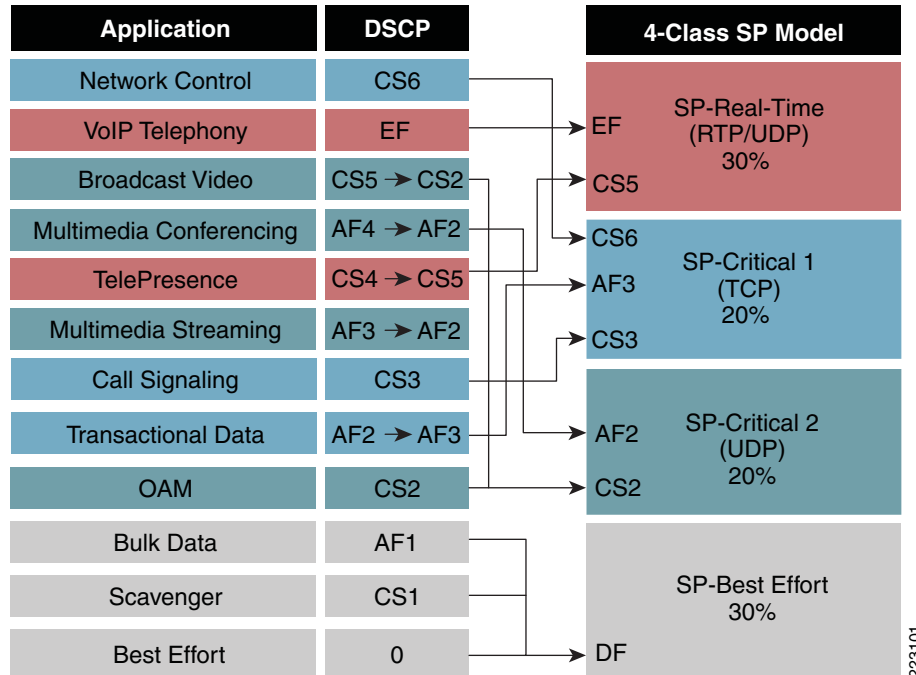 Application DSCP 4-Class SP Model
Network Control CS6
VoIP Telephony EF
Broadcast Video CS5 → CS2
Multimedia Conferencing AF4 → AF2
TelePresence CS4 → CS5
Multimedia Streaming AF3 → AF2
Call Signaling CS3
Transactional Data AF2 → AF3
OAM CS2
Bulk Data AF1
Scavenger CS1
Best Effort 0
SP-Real-Time
(RTP/UDP)
30%
EF
CS5
CS6
SP-Critical 1
(TCP)
20%
AF3
CS3
SP-Critical 2
(UDP)
20%
AF2
CS2
SP-Best Effort
30%
DF
223101